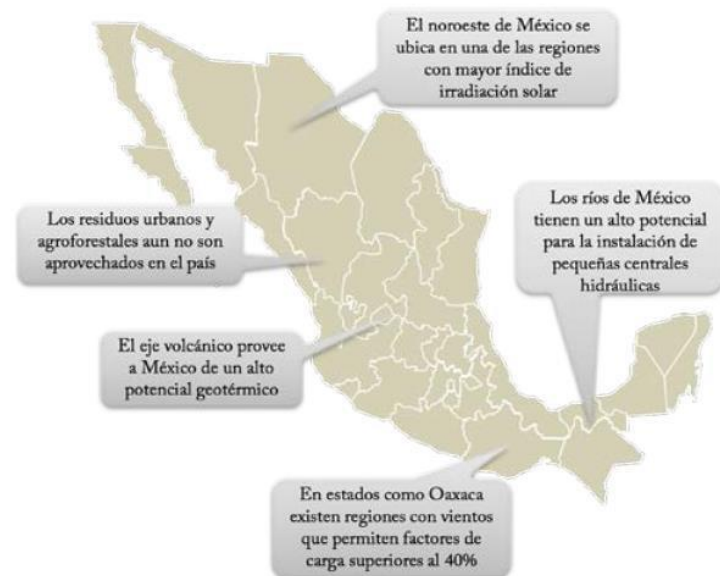 El noroeste de México se
ubica en una de las regiones
con mayor índice de
irradiación solar
Los residuos urbanos y
agroforestales aun no son
aprovechados en el país
Los ríos de México
tienen un alto potencial
para la instalación de
pequeñas centrales
hidráulicas
El eje volcánico provee
a México de un alto
potencial geotérmico
En estados como Oaxaca
existen regiones con vientos
que permiten factores de
carga superiores al 40%